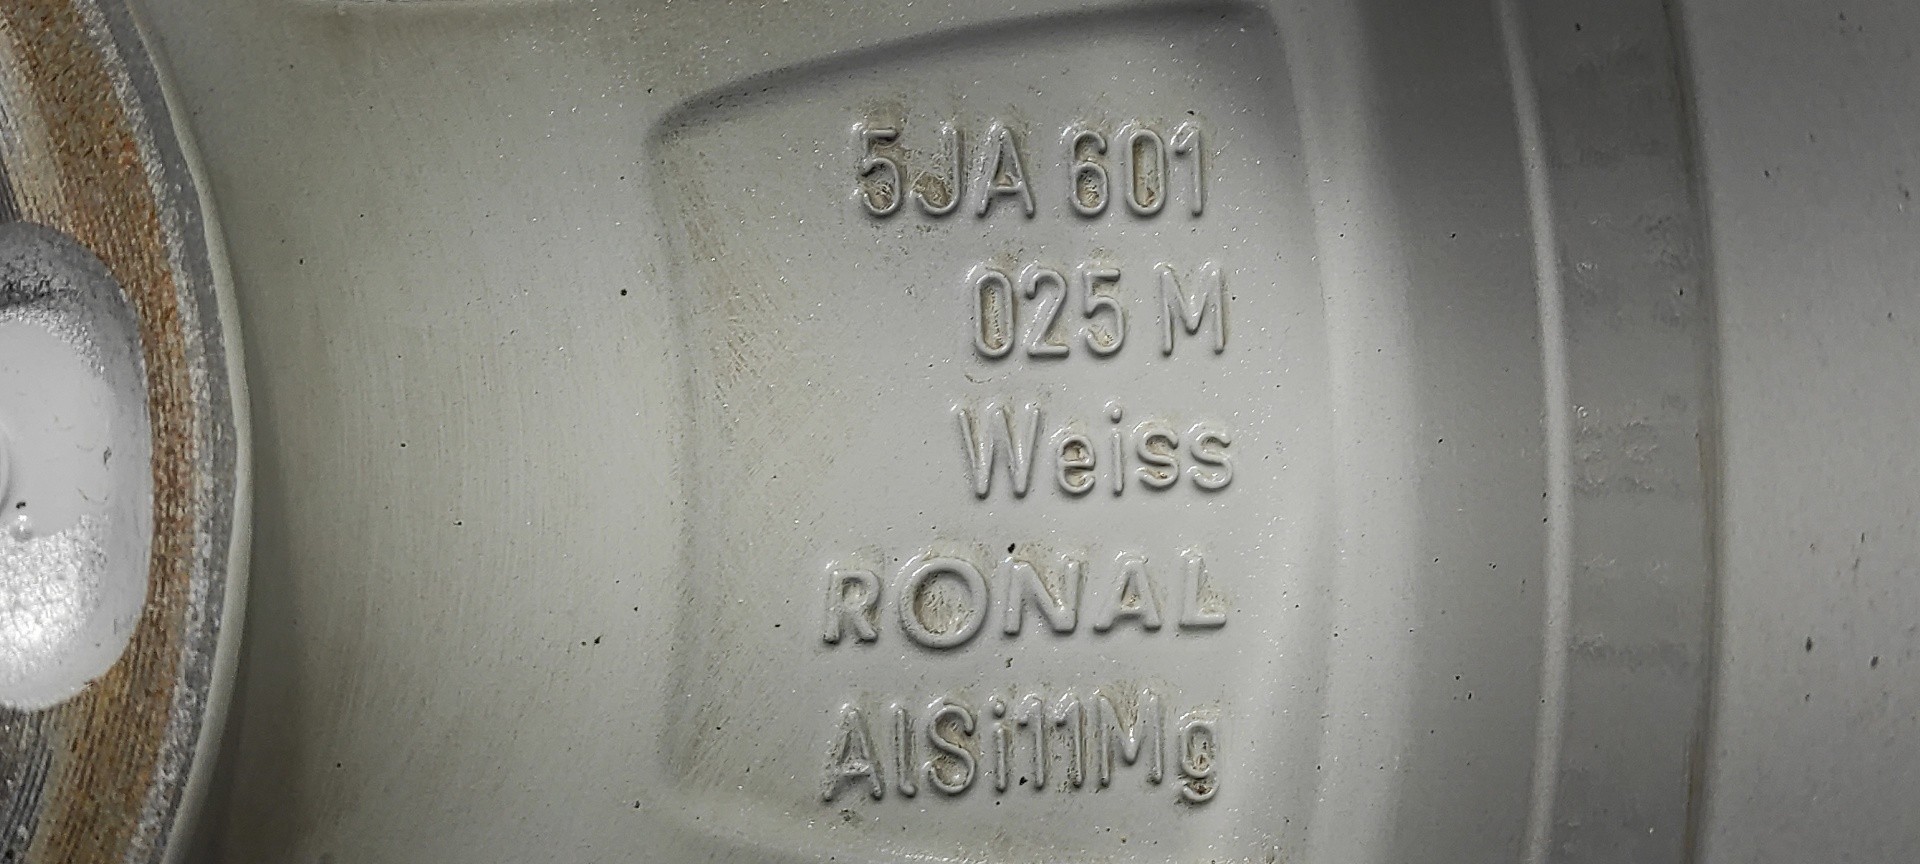 5JA 601
025 M
Weiss
RONAL
AlSi11Mg